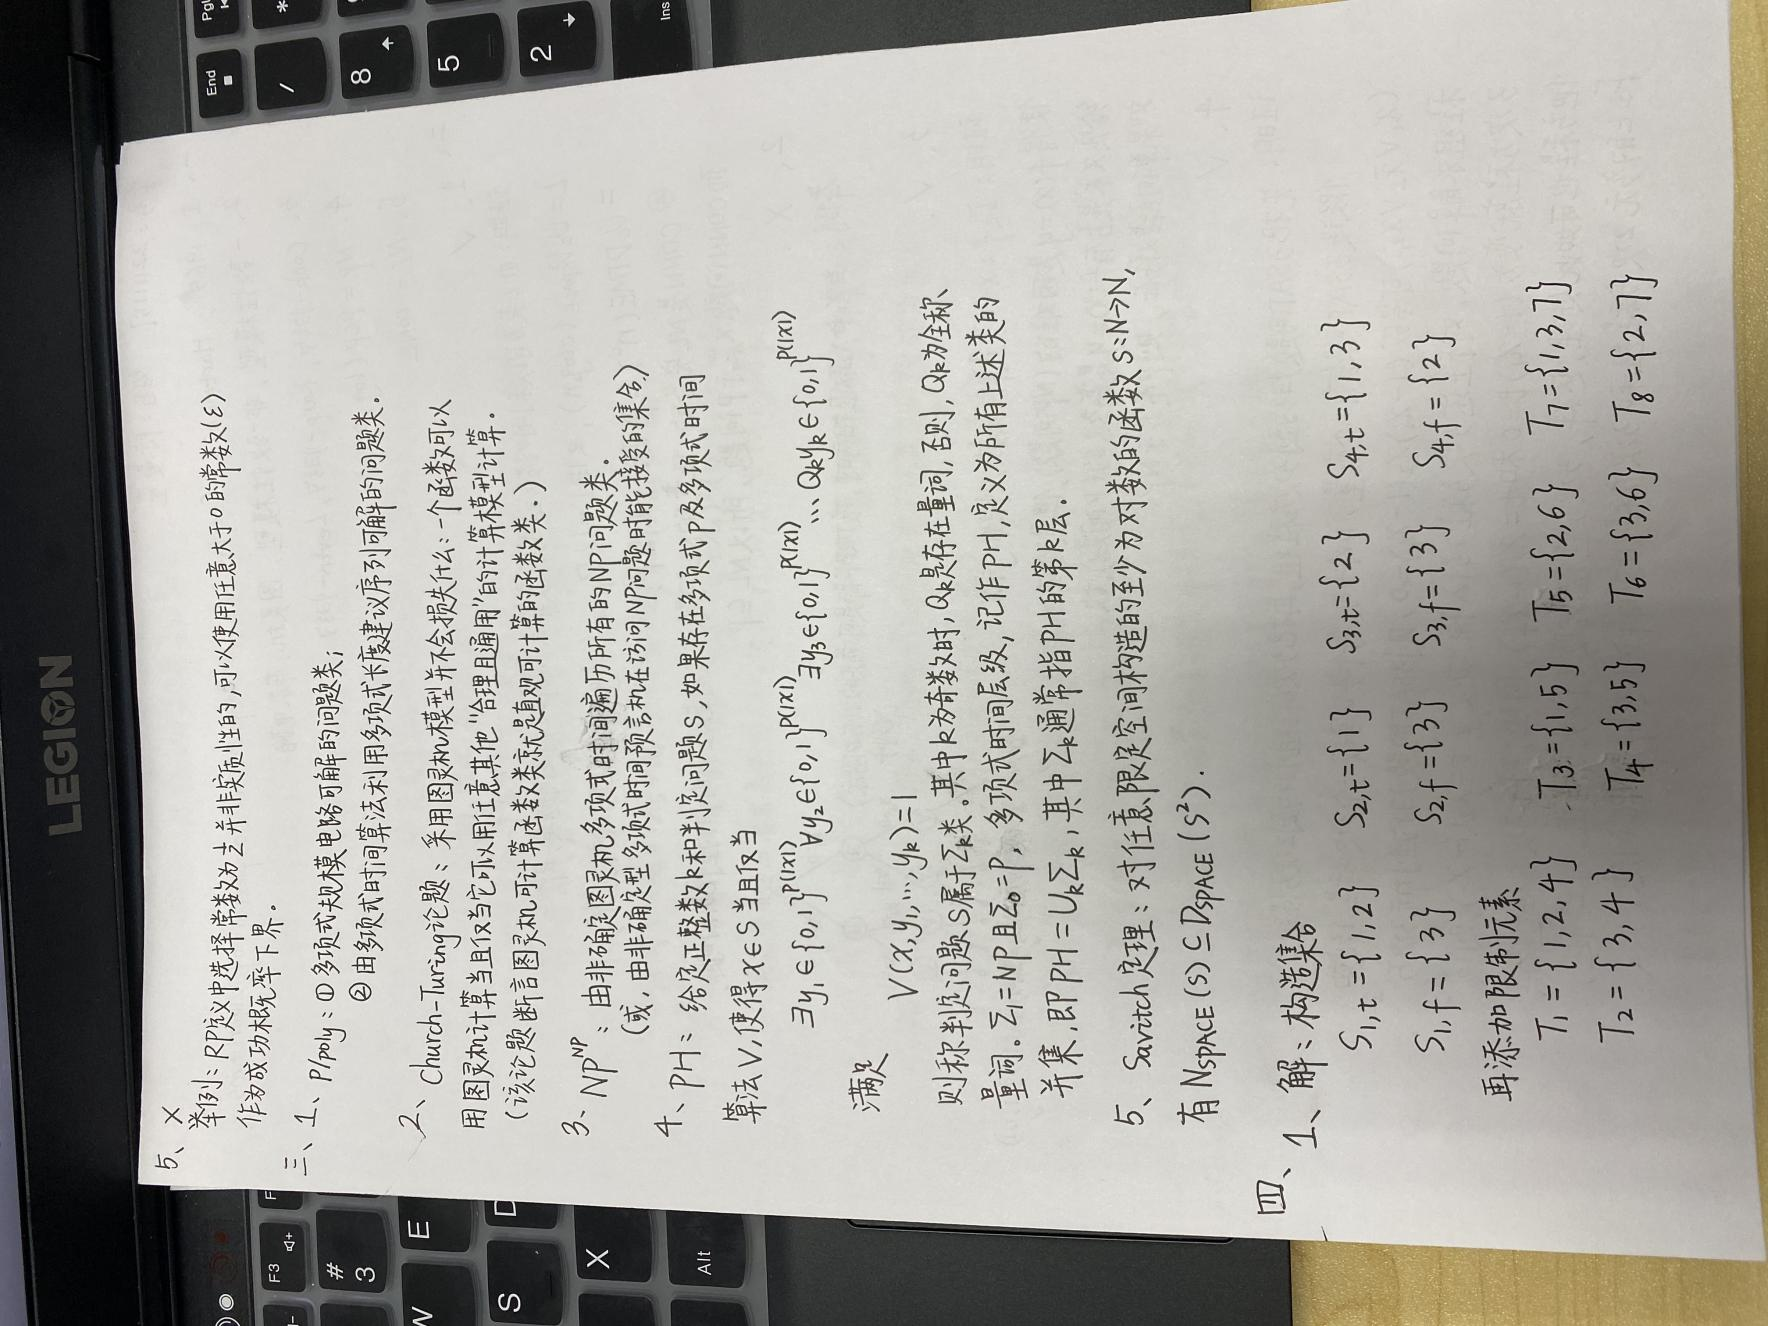 LEGION
5、×
举例:RP定义中选择常数为½并非实质性的,可以使用任意大于0的常数(ε)
作为成功概率下界。
三、1、P/poly:①多项式规模电路可解的问题类;
②由多项式时间算法利用多项式长度建议序列可解的问题类.
2、Church-Turing论题:采用图灵机模型并不会损失什么:一个函数可以
用图灵机计算当且仅当它可以用任意其他"合理且通用"的计算模型计算.
(该论题断言图灵机可计算函数类就是直观可计算的函数类.)
3、NP^NP:由非确定图灵机多项式时间遍历所有的NP问题类.
(或,由非确定型多项式时间预言机在访问NP问题时能接受的集合)
4、PH:给定正整数k和判定问题S,如果存在多项式P及多项式时间
算法V,使得x∈S当且仅当
∃y₁∈{0,1}^P(|x|) ∀y₂∈{0,1}^P(|x|) ∃y₃∈{0,1}^P(|x|)...Qₖyₖ∈{0,1}^P(|x|)
满足 V(x,y₁,...,yₖ)=1
则称判定问题S属于Σₖ类.其中k为奇数时,Qₖ是存在量词,否则,Qₖ为全称
量词.Σ₁=NP且Σ₀=P,多项式时间层级,记作PH,定义为所有上述类的
并集,即PH=∪ₖΣₖ,其中Σₖ通常指PH的第k层.
5、Savitch定理:对任意限定空间构造的至少为对数的函数S:N→N,
有NSPACE(S)⊆DSPACE(S²).
四、1、解:构造集合
S₁,t={1,2} S₂,t={1} S₃,t={2} S₄,t={1,3}
S₁,f={3} S₂,f={3} S₃,f={3} S₄,f={2}
再添加限制元素
T₁={1,2,4} T₃={1,5} T₅={2,6} T₇={1,3,7}
T₂={3,4} T₄={3,5} T₆={3,6} T₈={2,7}
End
/
*
8
5
2
Ins
F3
#
3
E
W
S
D
X
Alt